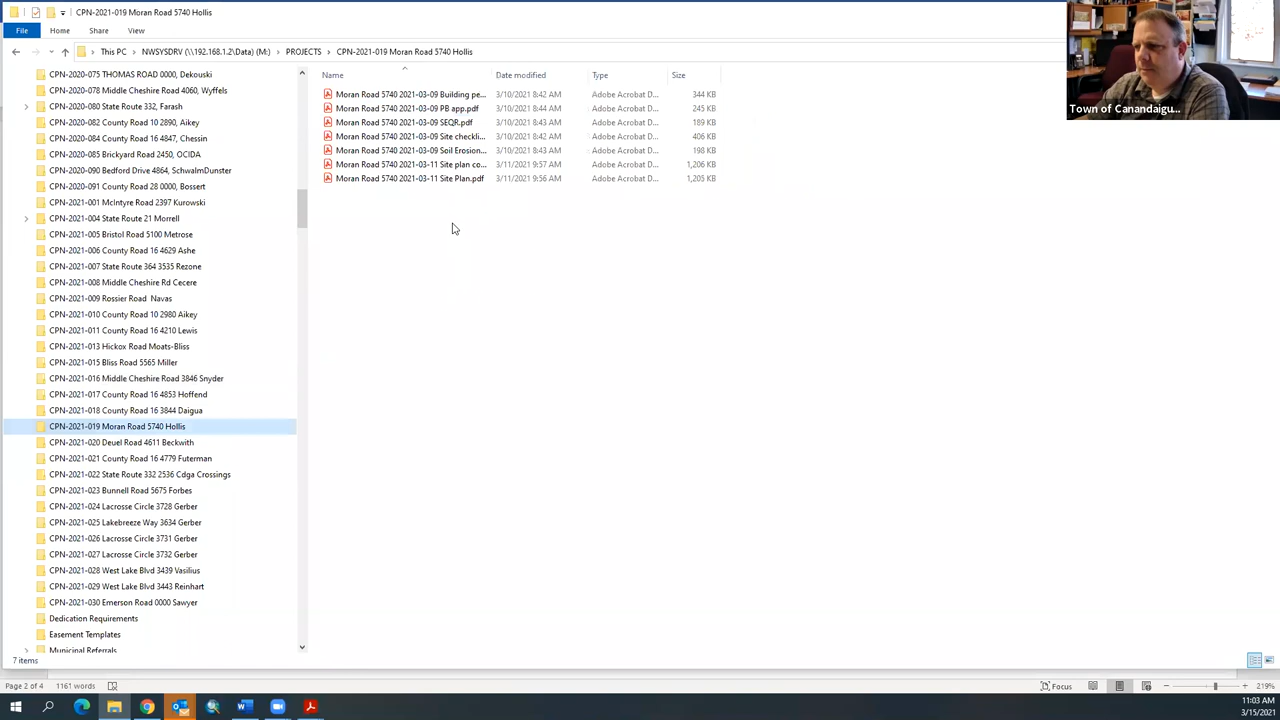 CPN-2021-019 Moran Road 5740 Hollis
File Home Share View
This PC > NWSYSDRV (\\192.168.1.2\Data) (M:) > PROJECTS > CPN-2021-019 Moran Road 5740 Hollis
Town of Canandaigu...
CPN-2020-075 THOMAS ROAD 0000, Dekouski
CPN-2020-078 Middle Cheshire Road 4060, Wyffels
CPN-2020-080 State Route 332, Farash
CPN-2020-082 County Road 10 2890, Aikey
CPN-2020-084 County Road 16 4847, Chessin
CPN-2020-085 Brickyard Road 2450, OCIDA
CPN-2020-090 Bedford Drive 4864, SchwalmDunster
CPN-2020-091 County Road 28 0000, Bossert
CPN-2021-001 McIntyre Road 2397 Kurowski
CPN-2021-004 State Route 21 Morrell
CPN-2021-005 Bristol Road 5100 Metrose
CPN-2021-006 County Road 16 4629 Ashe
CPN-2021-007 State Route 364 3535 Rezone
CPN-2021-008 Middle Cheshire Rd Cecere
CPN-2021-009 Rossier Road Navas
CPN-2021-010 County Road 10 2980 Aikey
CPN-2021-011 County Road 16 4210 Lewis
CPN-2021-013 Hickox Road Moats-Bliss
CPN-2021-015 Bliss Road 5565 Miller
CPN-2021-016 Middle Cheshire Road 3846 Snyder
CPN-2021-017 County Road 16 4853 Hoffend
CPN-2021-018 County Road 16 3844 Daigua
CPN-2021-019 Moran Road 5740 Hollis
CPN-2021-020 Deuel Road 4611 Beckwith
CPN-2021-021 County Road 16 4779 Futerman
CPN-2021-022 State Route 332 2536 Cdga Crossings
CPN-2021-023 Bunnell Road 5675 Forbes
CPN-2021-024 Lacrosse Circle 3728 Gerber
CPN-2021-025 Lakebreeze Way 3634 Gerber
CPN-2021-026 Lacrosse Circle 3731 Gerber
CPN-2021-027 Lacrosse Circle 3732 Gerber
CPN-2021-028 West Lake Blvd 3439 Vasilius
CPN-2021-029 West Lake Blvd 3443 Reinhart
CPN-2021-030 Emerson Road 0000 Sawyer
Dedication Requirements
Easement Templates
Municipal Referrals
Name Date modified Type Size
Moran Road 5740 2021-03-09 Building pe... 3/10/2021 8:42 AM Adobe Acrobat D... 344 KB
Moran Road 5740 2021-03-09 PB app.pdf 3/10/2021 8:44 AM Adobe Acrobat D... 245 KB
Moran Road 5740 2021-03-09 SEQR.pdf 3/10/2021 8:43 AM Adobe Acrobat D... 189 KB
Moran Road 5740 2021-03-09 Site checkli... 3/10/2021 8:42 AM Adobe Acrobat D... 406 KB
Moran Road 5740 2021-03-09 Soil Erosion... 3/10/2021 8:43 AM Adobe Acrobat D... 198 KB
Moran Road 5740 2021-03-11 Site plan co... 3/11/2021 9:57 AM Adobe Acrobat D... 1,206 KB
Moran Road 5740 2021-03-11 Site Plan.pdf 3/11/2021 9:56 AM Adobe Acrobat D... 1,205 KB
7 items
Page 2 of 4 1161 words Focus 219%
11:03 AM
3/15/2021